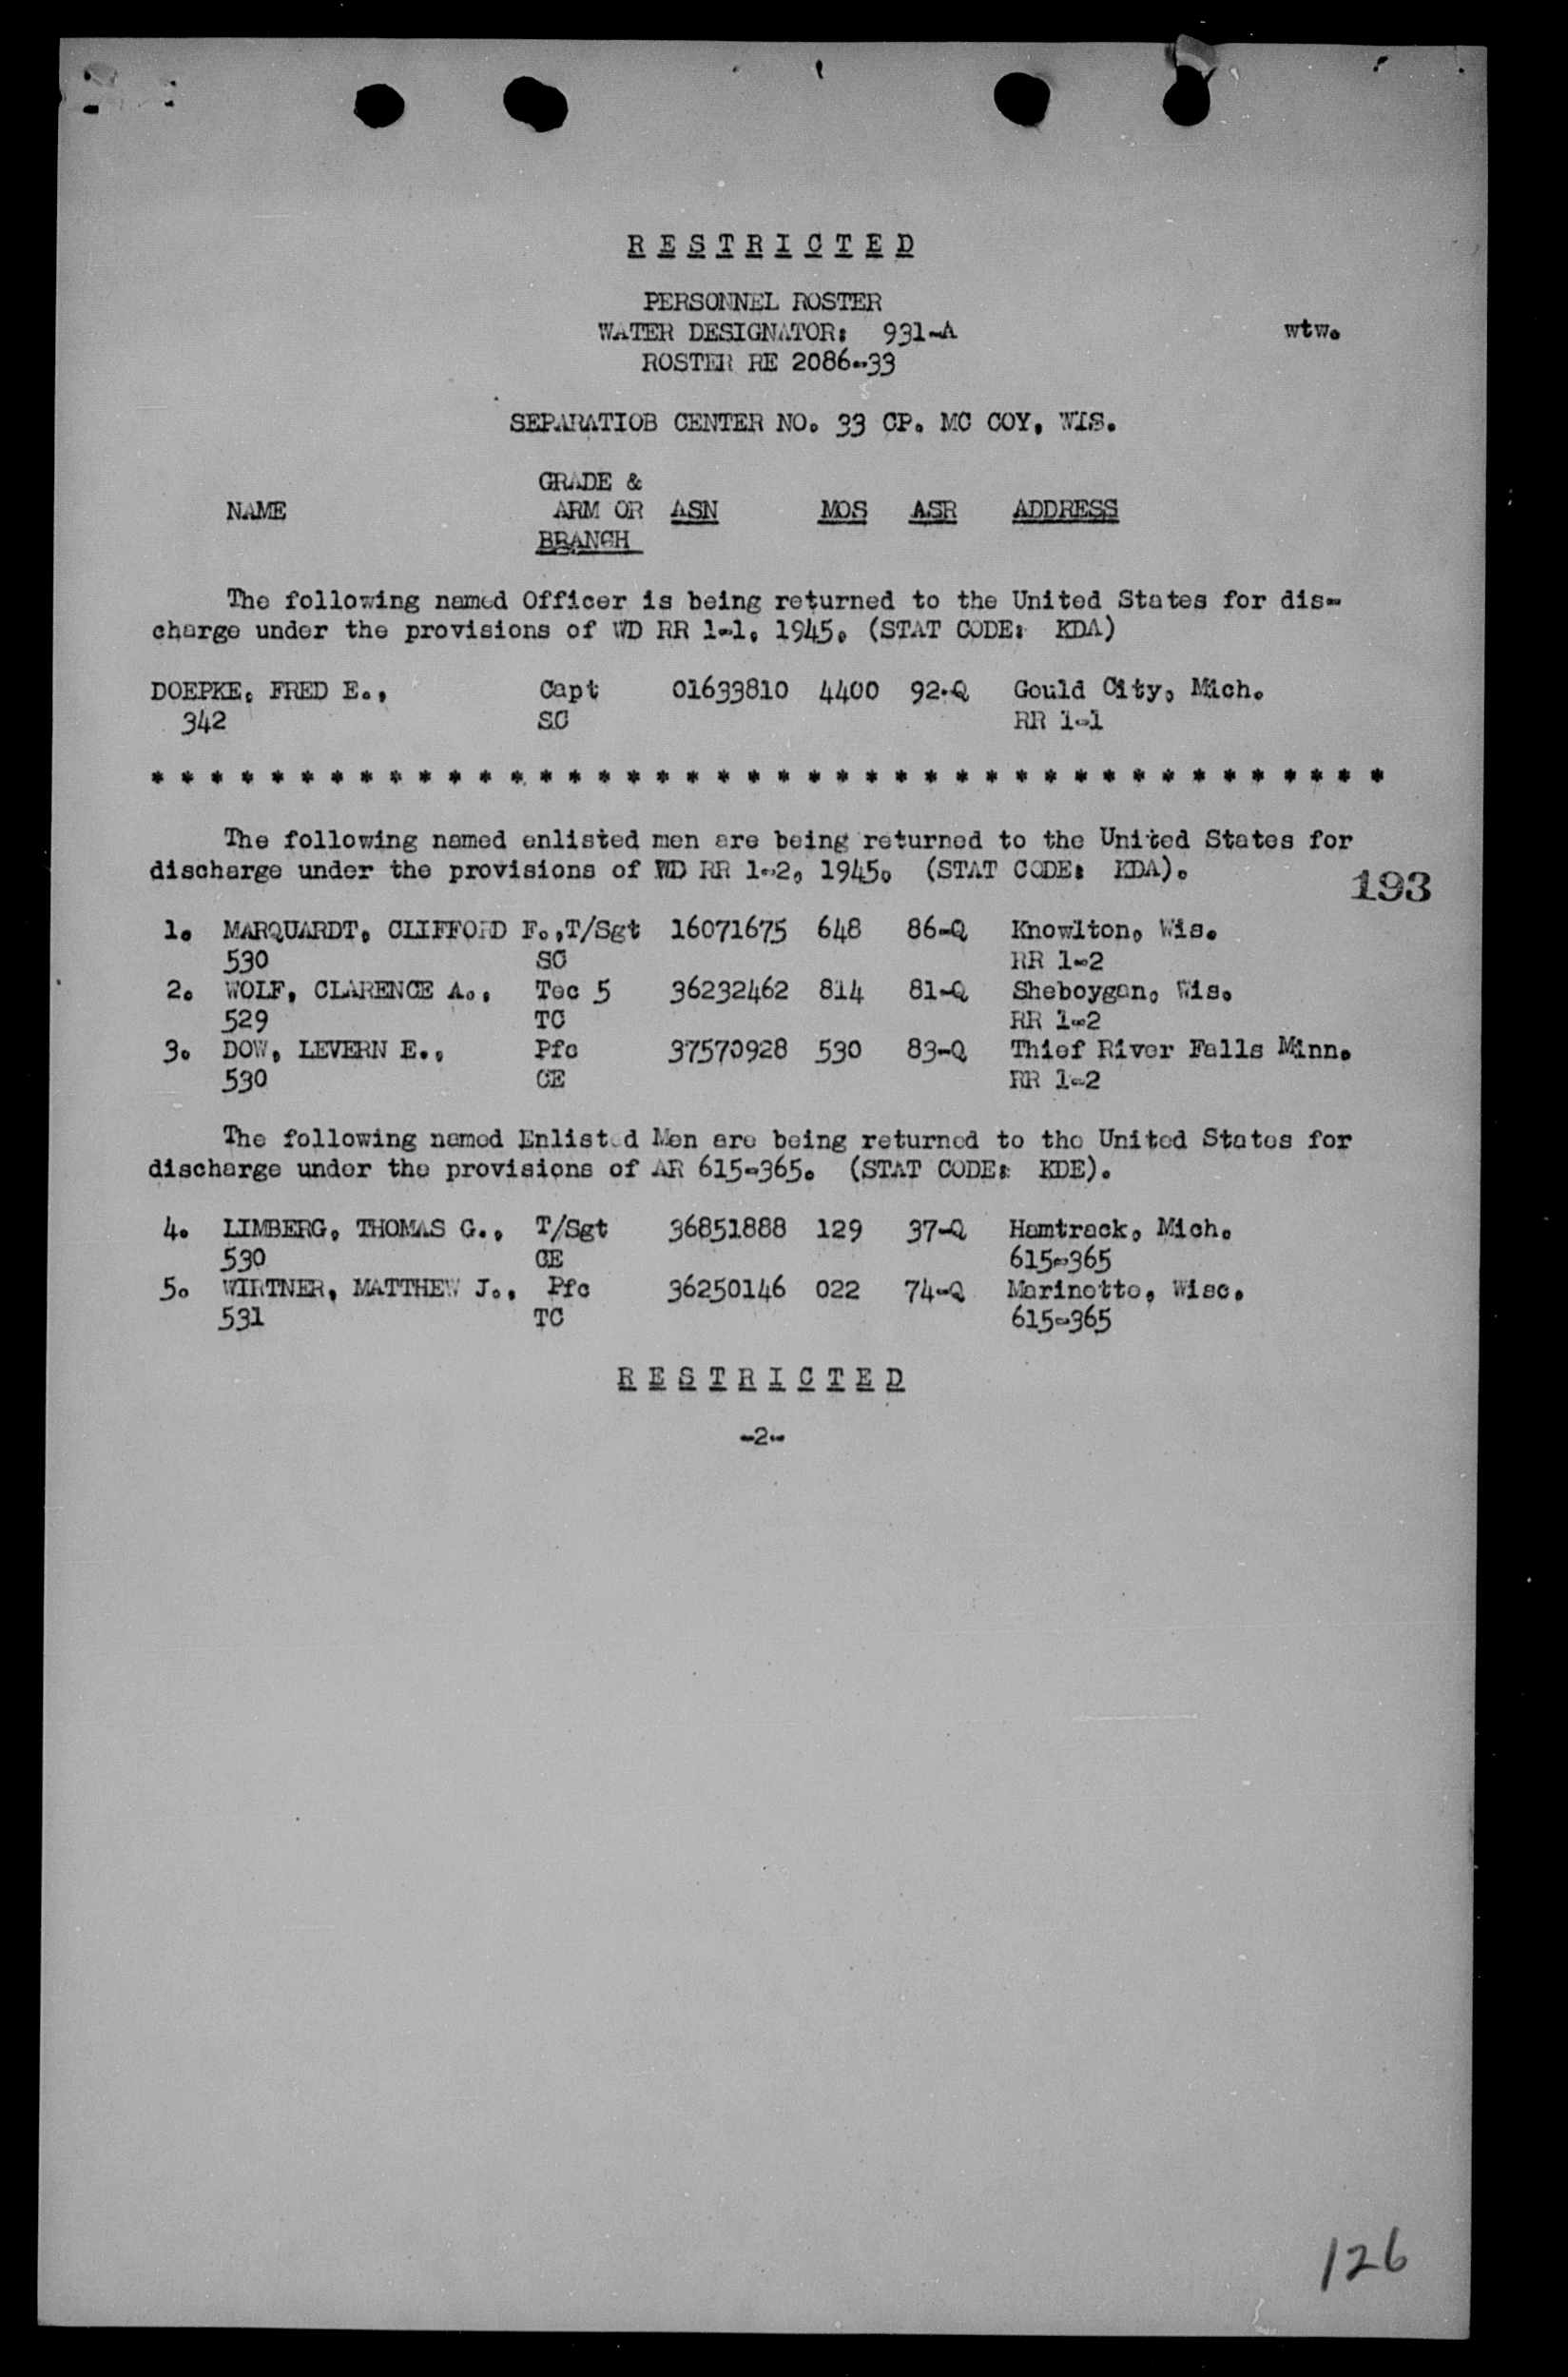 R E S T R I C T E D
PERSONNEL ROSTER
WATER DESIGNATOR: 931-A wtw.
ROSTER RE 2086-33
SEPARATIOB CENTER NO. 33 CP. MC COY, WIS.
GRADE &
NAME ARM OR ASN MOS ASR ADDRESS
BRANCH
The following named Officer is being returned to the United States for dis-
charge under the provisions of WD RR 1-1, 1945. (STAT CODE: KDA)
DOEPKE, FRED E., Capt 01633810 4400 92-Q Gould City, Mich.
342 SC RR 1-1
* * * * * * * * * * * * * * * * * * * * * * * * * * * * * * * * * * * * * * * * * *
The following named enlisted men are being returned to the United States for
discharge under the provisions of WD RR 1-2, 1945. (STAT CODE: KDA).
193
1. MARQUARDT, CLIFFORD F.,T/Sgt 16071675 648 86-Q Knowlton, Wis.
530 SC RR 1-2
2. WOLF, CLARENCE A., Tec 5 36232462 814 81-Q Sheboygan, Wis.
529 TC RR 1-2
3. DOW, LEVERN E., Pfc 37570928 530 83-Q Thief River Falls Minn.
530 CE RR 1-2
The following named Enlisted Men are being returned to the United States for
discharge under the provisions of AR 615-365. (STAT CODE: KDE).
4. LIMBERG, THOMAS G., T/Sgt 36851888 129 37-Q Hamtrack, Mich.
530 CE 615-365
5. WIRTNER, MATTHEW J., Pfc 36250146 022 74-Q Marinette, Wisc.
531 TC 615-365
R E S T R I C T E D
-2-
126